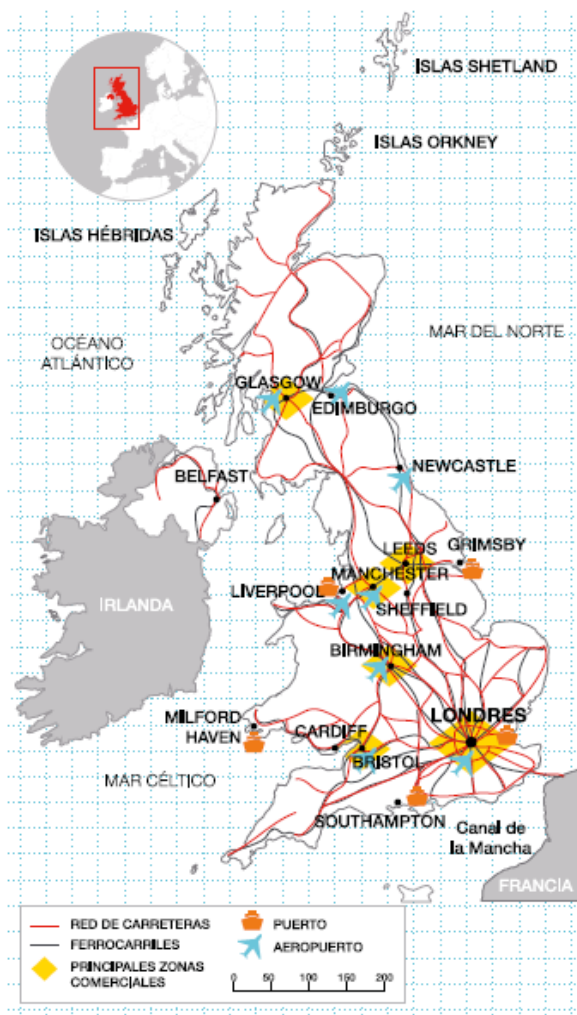 ISLAS SHETLAND
ISLAS ORKNEY
ISLAS HÉBRIDAS
OCÉANO
ATLÁNTICO
MAR DEL NORTE
GLASGOW
EDIMBURGO
BELFAST
NEWCASTLE
LEEDS
GRIMSBY
MANCHESTER
LIVERPOOL
SHEFFIELD
IRLANDA
BIRMINGHAM
MILFORD
HAVEN
LONDRES
CARDIFF
BRISTOL
MAR CÉLTICO
SOUTHAMPTON
Canal de
la Mancha
FRANCIA
RED DE CARRETERAS
FERROCARRILES
PRINCIPALES ZONAS
COMERCIALES
PUERTO
AEROPUERTO
0 50 100 150 200